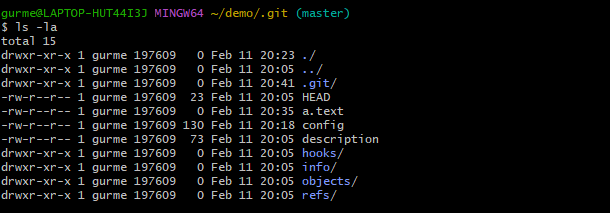 gurme@LAPTOP-HUT44I3J MINGW64 ~/demo/.git (master)
$ ls -la
total 15
drwxr-xr-x 1 gurme 197609   0 Feb 11 20:23 ./
drwxr-xr-x 1 gurme 197609   0 Feb 11 20:05 ../
drwxr-xr-x 1 gurme 197609   0 Feb 11 20:41 .git/
-rw-r--r-- 1 gurme 197609  23 Feb 11 20:05 HEAD
-rw-r--r-- 1 gurme 197609   0 Feb 11 20:35 a.text
-rw-r--r-- 1 gurme 197609 130 Feb 11 20:18 config
-rw-r--r-- 1 gurme 197609  73 Feb 11 20:05 description
drwxr-xr-x 1 gurme 197609   0 Feb 11 20:05 hooks/
drwxr-xr-x 1 gurme 197609   0 Feb 11 20:05 info/
drwxr-xr-x 1 gurme 197609   0 Feb 11 20:05 objects/
drwxr-xr-x 1 gurme 197609   0 Feb 11 20:05 refs/